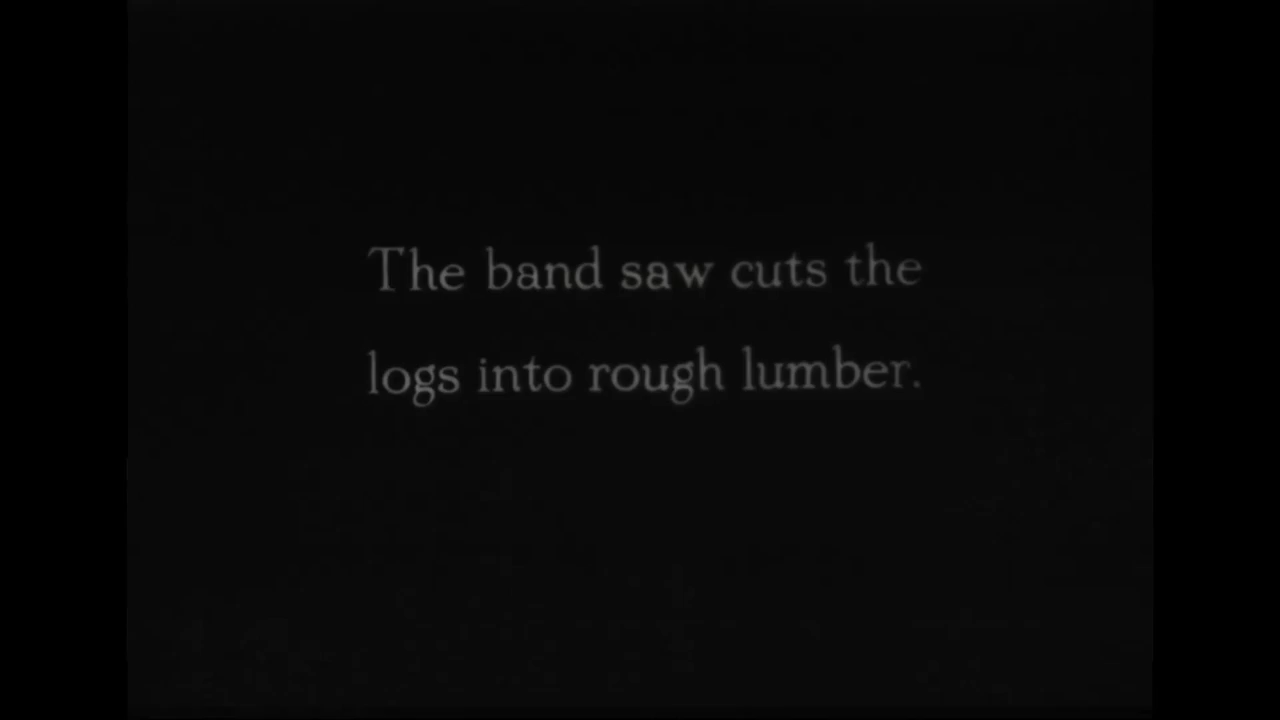 The band saw cuts the
logs into rough lumber.